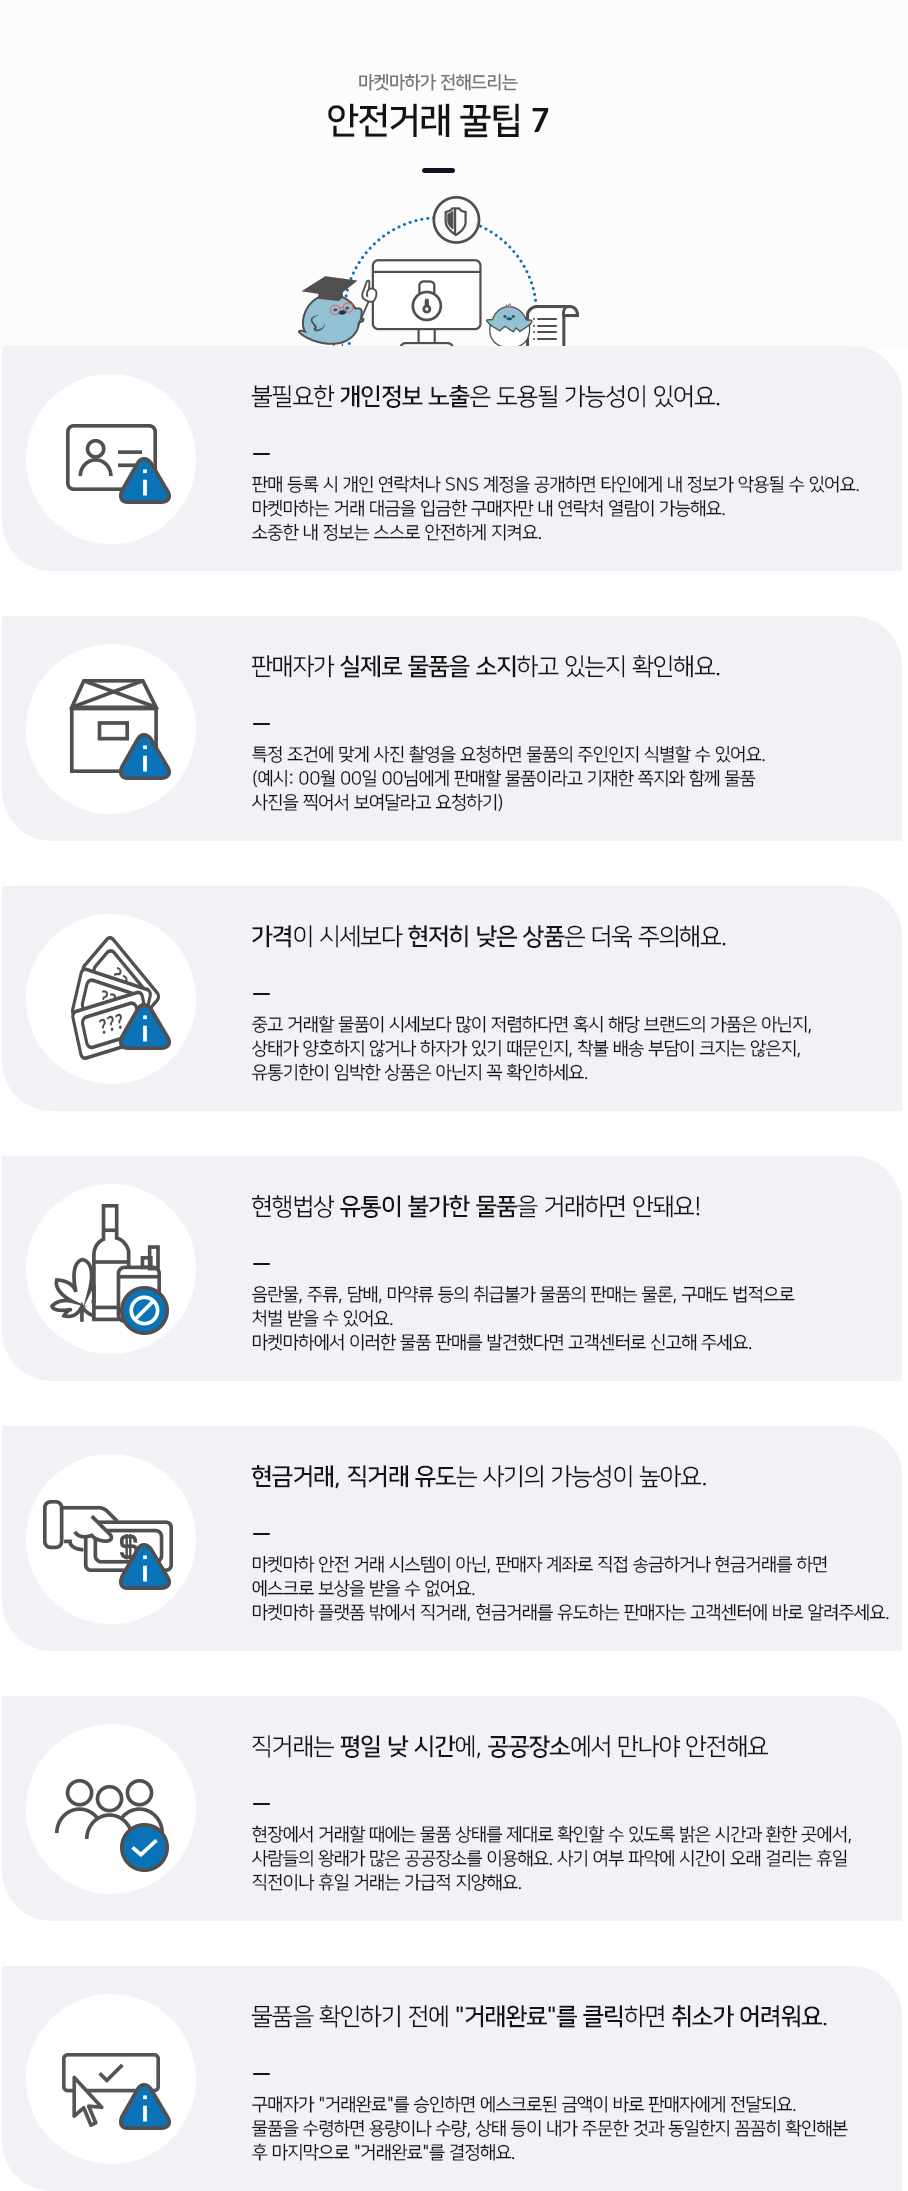 마켓마하가 전해드리는
안전거래 꿀팁 7
불필요한 개인정보 노출은 도용될 가능성이 있어요.
판매 등록 시 개인 연락처나 SNS 계정을 공개하면 타인에게 내 정보가 악용될 수 있어요.
마켓마하는 거래 대금을 입금한 구매자만 내 연락처 열람이 가능해요.
소중한 내 정보는 스스로 안전하게 지켜요.
판매자가 실제로 물품을 소지하고 있는지 확인해요.
특정 조건에 맞게 사진 촬영을 요청하면 물품의 주인인지 식별할 수 있어요.
(예시: 00월 00일 00님에게 판매할 물품이라고 기재한 쪽지와 함께 물품
사진을 찍어서 보여달라고 요청하기)
가격이 시세보다 현저히 낮은 상품은 더욱 주의해요.
??
??
???
중고 거래할 물품이 시세보다 많이 저렴하다면 혹시 해당 브랜드의 가품은 아닌지,
상태가 양호하지 않거나 하자가 있기 때문인지, 착불 배송 부담이 크지는 않은지,
유통기한이 임박한 상품은 아닌지 꼭 확인하세요.
현행법상 유통이 불가한 물품을 거래하면 안돼요!
음란물, 주류, 담배, 마약류 등의 취급불가 물품의 판매는 물론, 구매도 법적으로
처벌 받을 수 있어요.
마켓마하에서 이러한 물품 판매를 발견했다면 고객센터로 신고해 주세요.
현금거래, 직거래 유도는 사기의 가능성이 높아요.
$
마켓마하 안전 거래 시스템이 아닌, 판매자 계좌로 직접 송금하거나 현금거래를 하면
에스크로 보상을 받을 수 없어요.
마켓마하 플랫폼 밖에서 직거래, 현금거래를 유도하는 판매자는 고객센터에 바로 알려주세요.
직거래는 평일 낮 시간에, 공공장소에서 만나야 안전해요
현장에서 거래할 때에는 물품 상태를 제대로 확인할 수 있도록 밝은 시간과 환한 곳에서,
사람들의 왕래가 많은 공공장소를 이용해요. 사기 여부 파악에 시간이 오래 걸리는 휴일
직전이나 휴일 거래는 가급적 지양해요.
물품을 확인하기 전에 "거래완료"를 클릭하면 취소가 어려워요.
구매자가 "거래완료"를 승인하면 에스크로된 금액이 바로 판매자에게 전달되요.
물품을 수령하면 용량이나 수량, 상태 등이 내가 주문한 것과 동일한지 꼼꼼히 확인해본
후 마지막으로 "거래완료"를 결정해요.